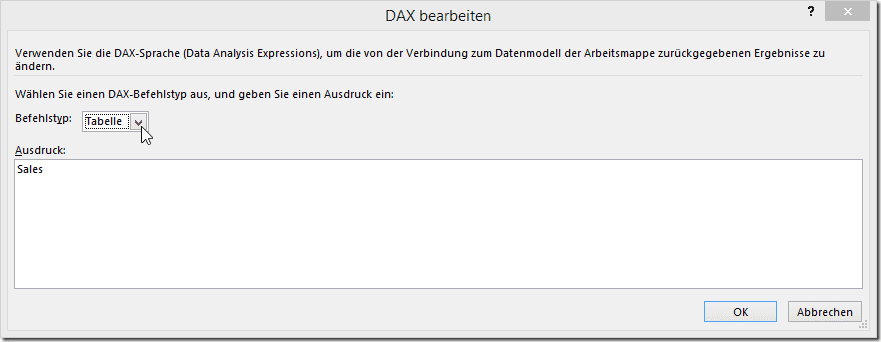 DAX bearbeiten
?
Verwenden Sie die DAX-Sprache (Data Analysis Expressions), um die von der Verbindung zum Datenmodell der Arbeitsmappe zurückgegebenen Ergebnisse zu
ändern.
Wählen Sie einen DAX-Befehlstyp aus, und geben Sie einen Ausdruck ein:
Befehlstyp: Tabelle
Ausdruck:
Sales
OK Abbrechen